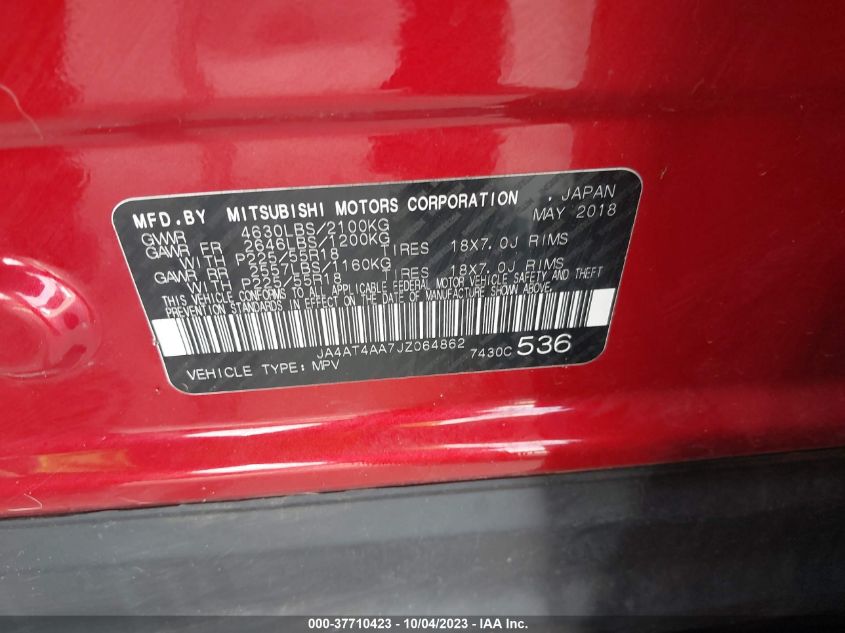 MFD.BY MITSUBISHI MOTORS CORPORATION , JAPAN
MAY 2018
GVWR 4630LBS/2100KG
GAWR FR 2646LBS/1200KG
WITH P225/55R18 TIRES 18X7.0J RIMS
GAWR RR 2557LBS/1160KG
WITH P225/55R18 TIRES 18X7.0J RIMS
THIS VEHICLE CONFORMS TO ALL APPLICABLE FEDERAL MOTOR VEHICLE SAFETY AND THEFT
PREVENTION STANDARDS IN EFFECT ON THE DATE OF MANUFACTURE SHOWN ABOVE.
JA4AT4AA7JZ064862 7430C 536
VEHICLE TYPE: MPV
000-37710423 - 10/04/2023 - IAA Inc.